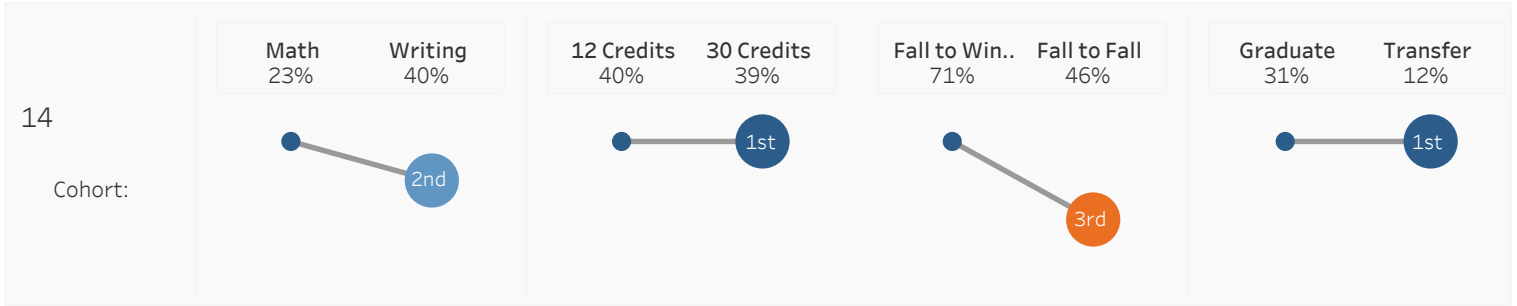 Math Writing 12 Credits 30 Credits Fall to Win.. Fall to Fall Graduate Transfer
23% 40% 40% 39% 71% 46% 31% 12%
14
1st 1st
2nd
Cohort:
3rd